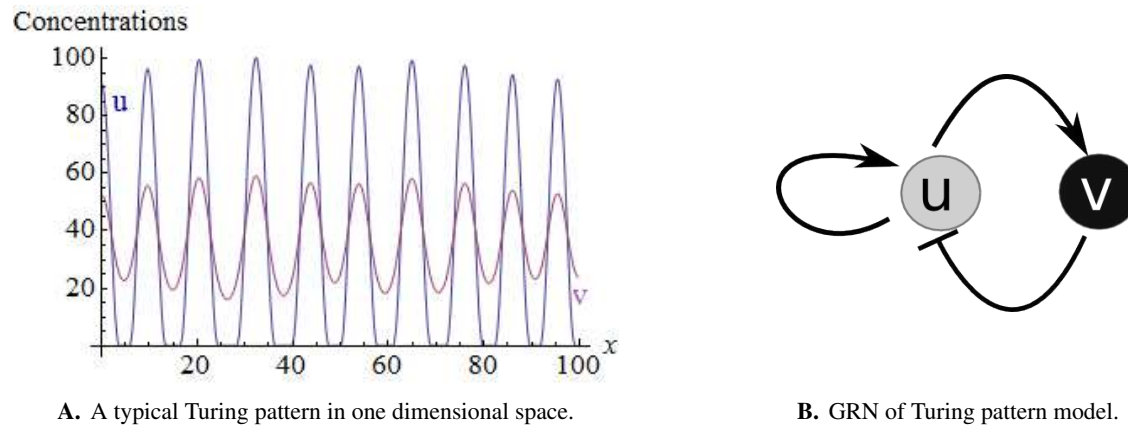 Concentrations
100
80
60
40
20
u
v
20 40 60 80 100 x
u v
A. A typical Turing pattern in one dimensional space.
B. GRN of Turing pattern model.